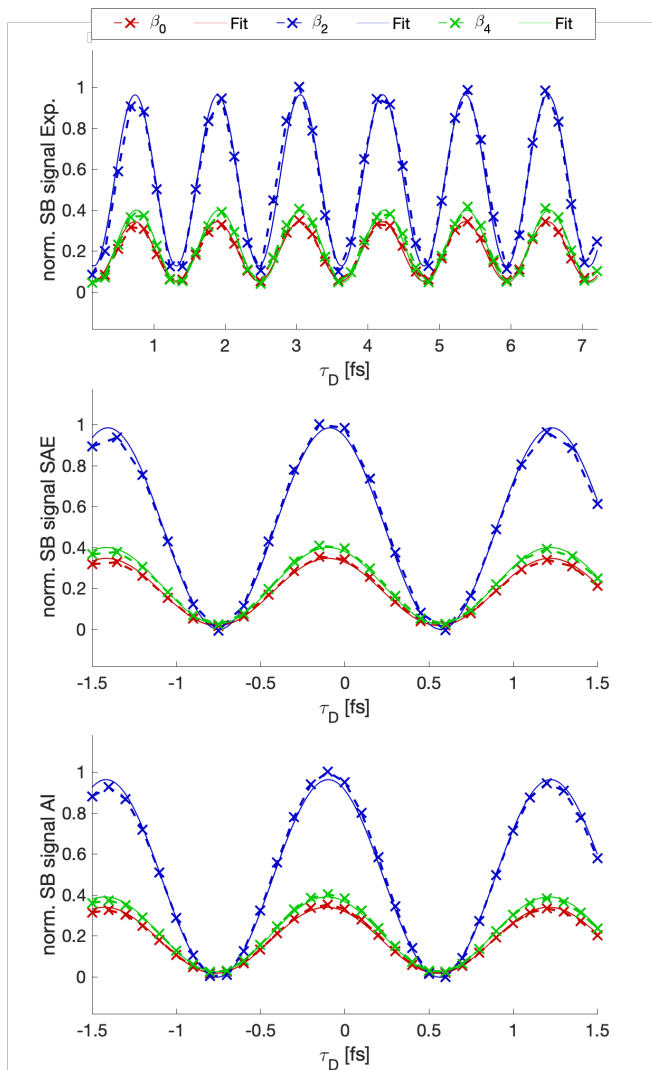 β0 Fit β2 Fit β4 Fit
norm. SB signal Exp.
1
0.8
0.6
0.4
0.2
0
1 2 3 4 5 6 7
τD [fs]
norm. SB signal SAE
1
0.8
0.6
0.4
0.2
0
-1.5 -1 -0.5 0 0.5 1 1.5
τD [fs]
norm. SB signal AI
1
0.8
0.6
0.4
0.2
0
-1.5 -1 -0.5 0 0.5 1 1.5
τD [fs]